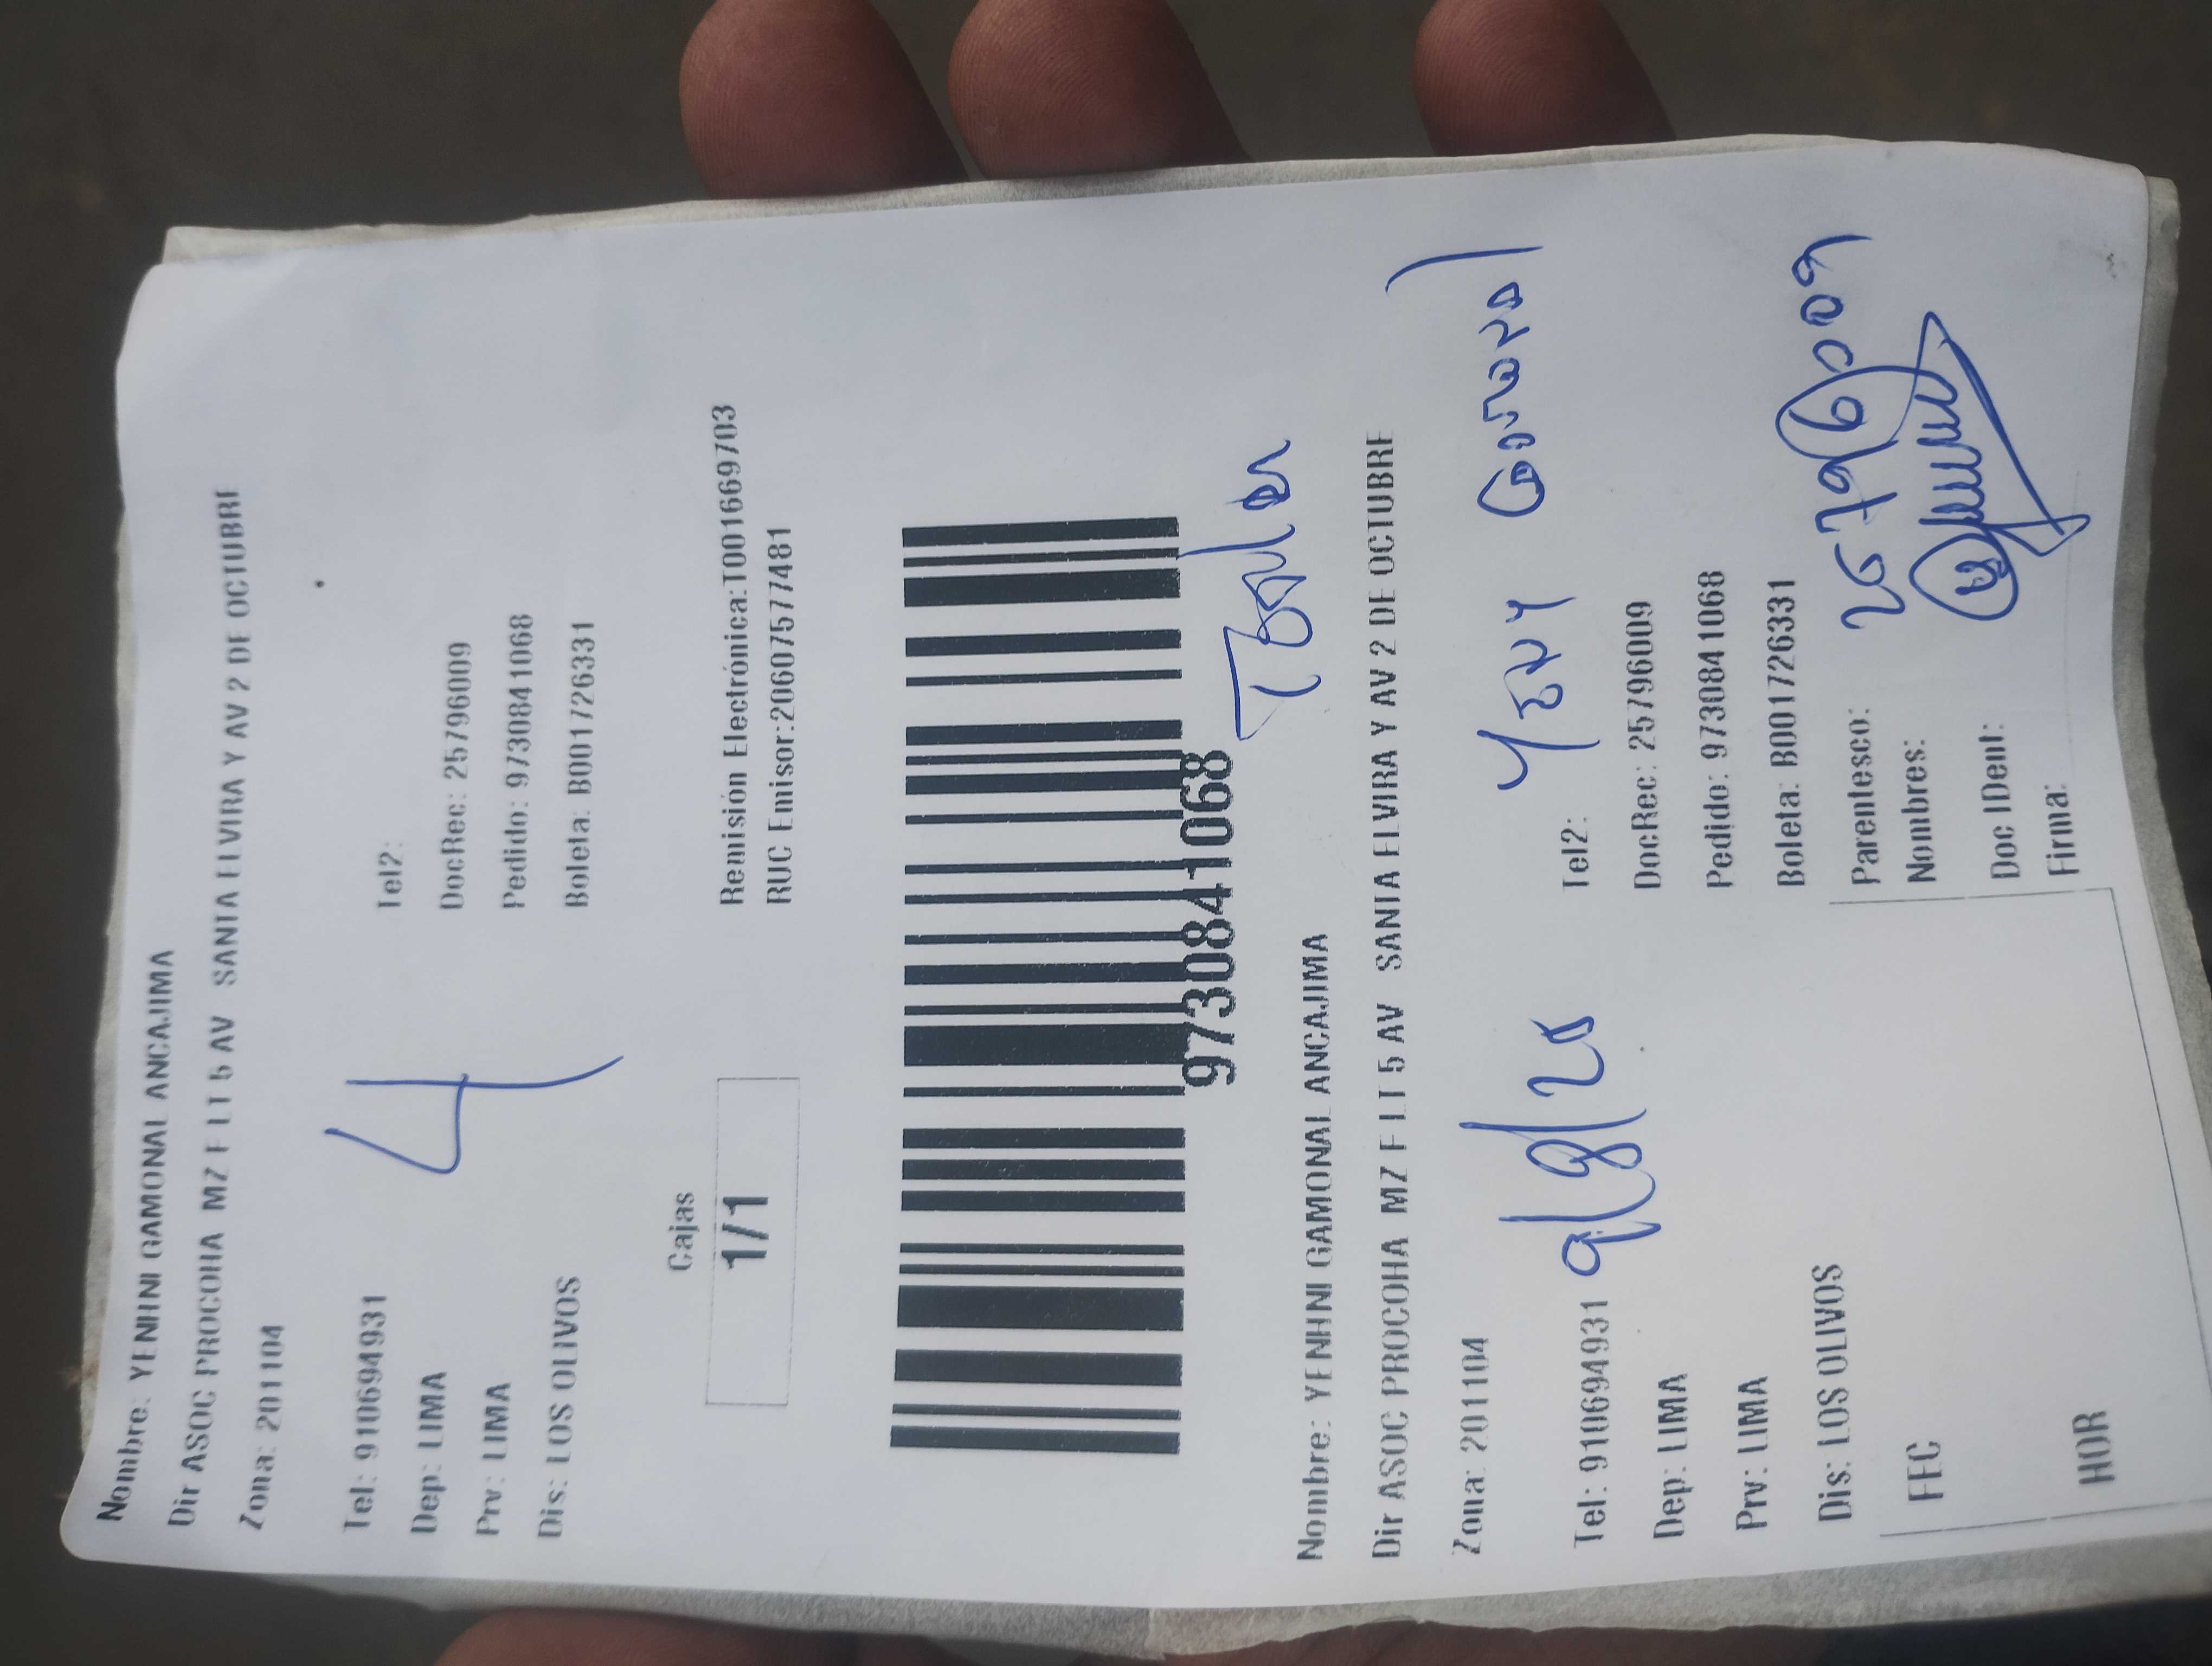 Nombre: YENHNI GAMONAL ANCAJIMA
Dir ASOC PROCOHA MZ F LT 5 AV SANTA ELVIRA Y AV 2 DE OCTUBRE
Zona: 201104
Tel: 910694931 Tel2:
Dep: LIMA DocRec: 25796009
Prv: LIMA Pedido: 9730841068
Dis: LOS OLIVOS Boleta: B001726331
4
Cajas
1/1
Remisión Electrónica:T001669703
RUC Emisor:20607577481
9730841068
Nombre: YENHNI GAMONAL ANCAJIMA
Dir ASOC PROCOHA MZ F LT 5 AV SANTA ELVIRA Y AV 2 DE OCTUBRE
Zona: 201104
Yeny Gamonal
Tel: 910694931 Tel2:
Dep: LIMA DocRec: 25796009
Prv: LIMA Pedido: 9730841068
Dis: LOS OLIVOS Boleta: B001726331
FEC
HOR
Parentesco:
25796009
Nombres:
Doc IDent:
Firma: